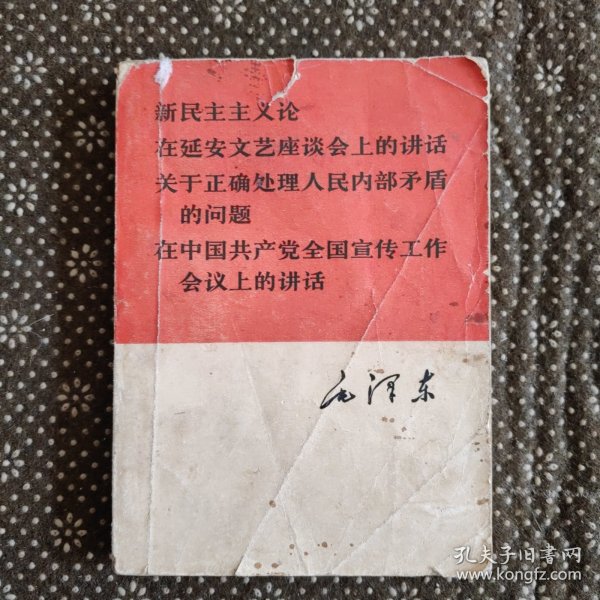 新民主主义论
在延安文艺座谈会上的讲话
关于正确处理人民内部矛盾
的问题
在中国共产党全国宣传工作
会议上的讲话
毛泽东
孔夫子旧书网
www.kongfz.com